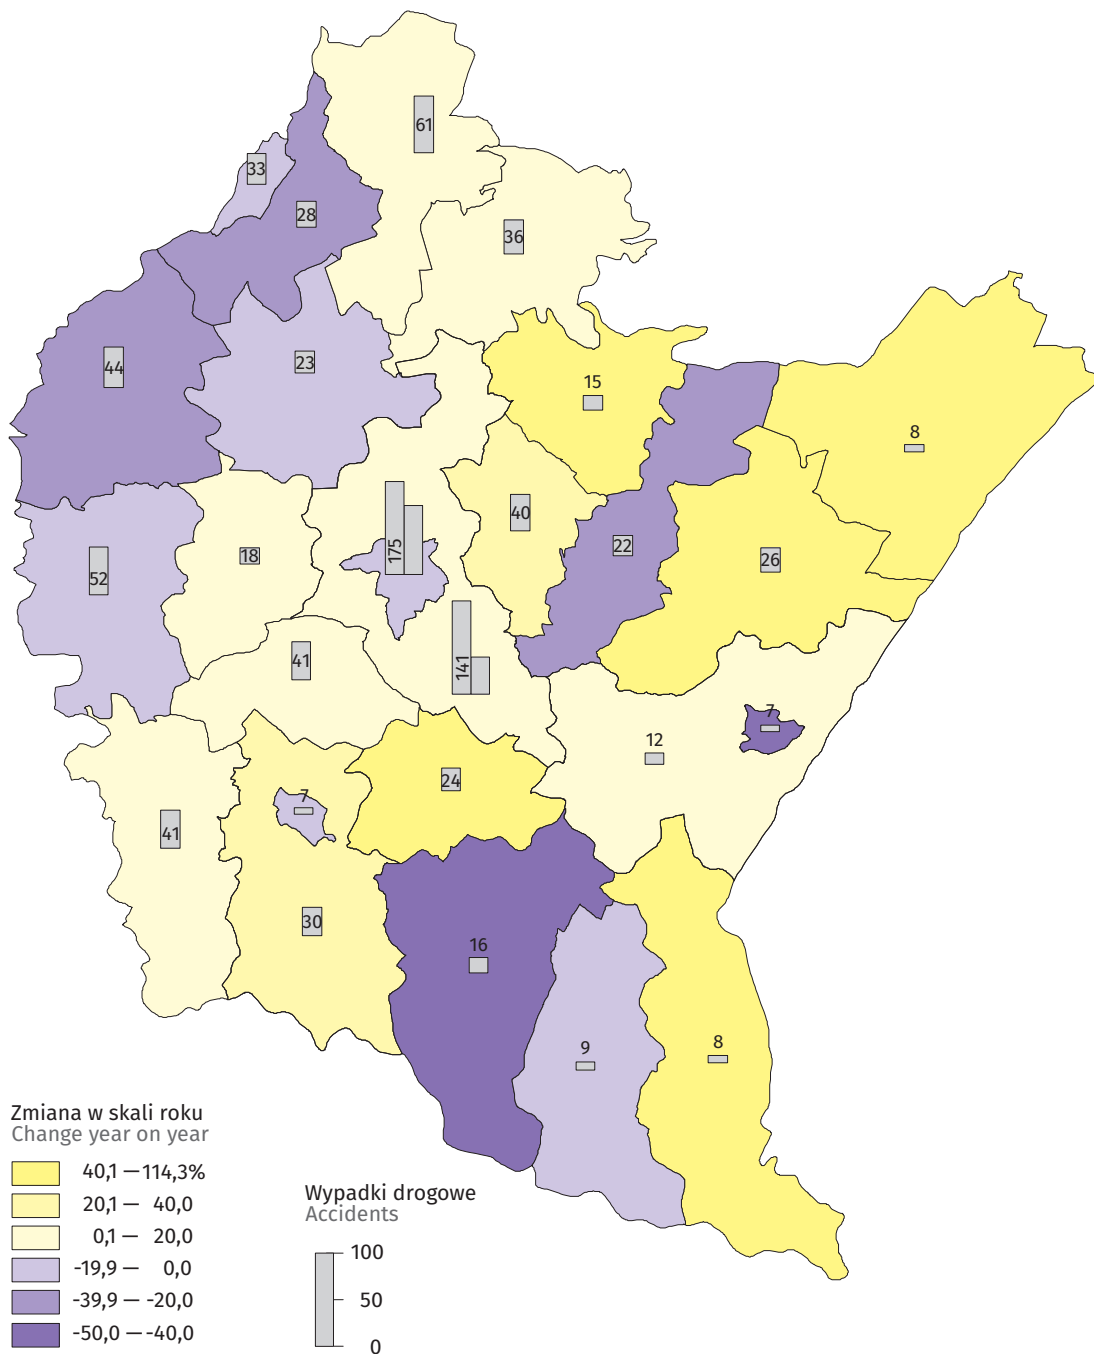 61
33
28
36
44
23
15
8
175
40
22
26
52
18
41
141
7
12
24
7
41
30
16
9
8
Zmiana w skali roku
Change year on year
40,1 — 114,3%
20,1 — 40,0
0,1 — 20,0
-19,9 — 0,0
-39,9 — -20,0
-50,0 — -40,0
Wypadki drogowe
Accidents
100
50
0